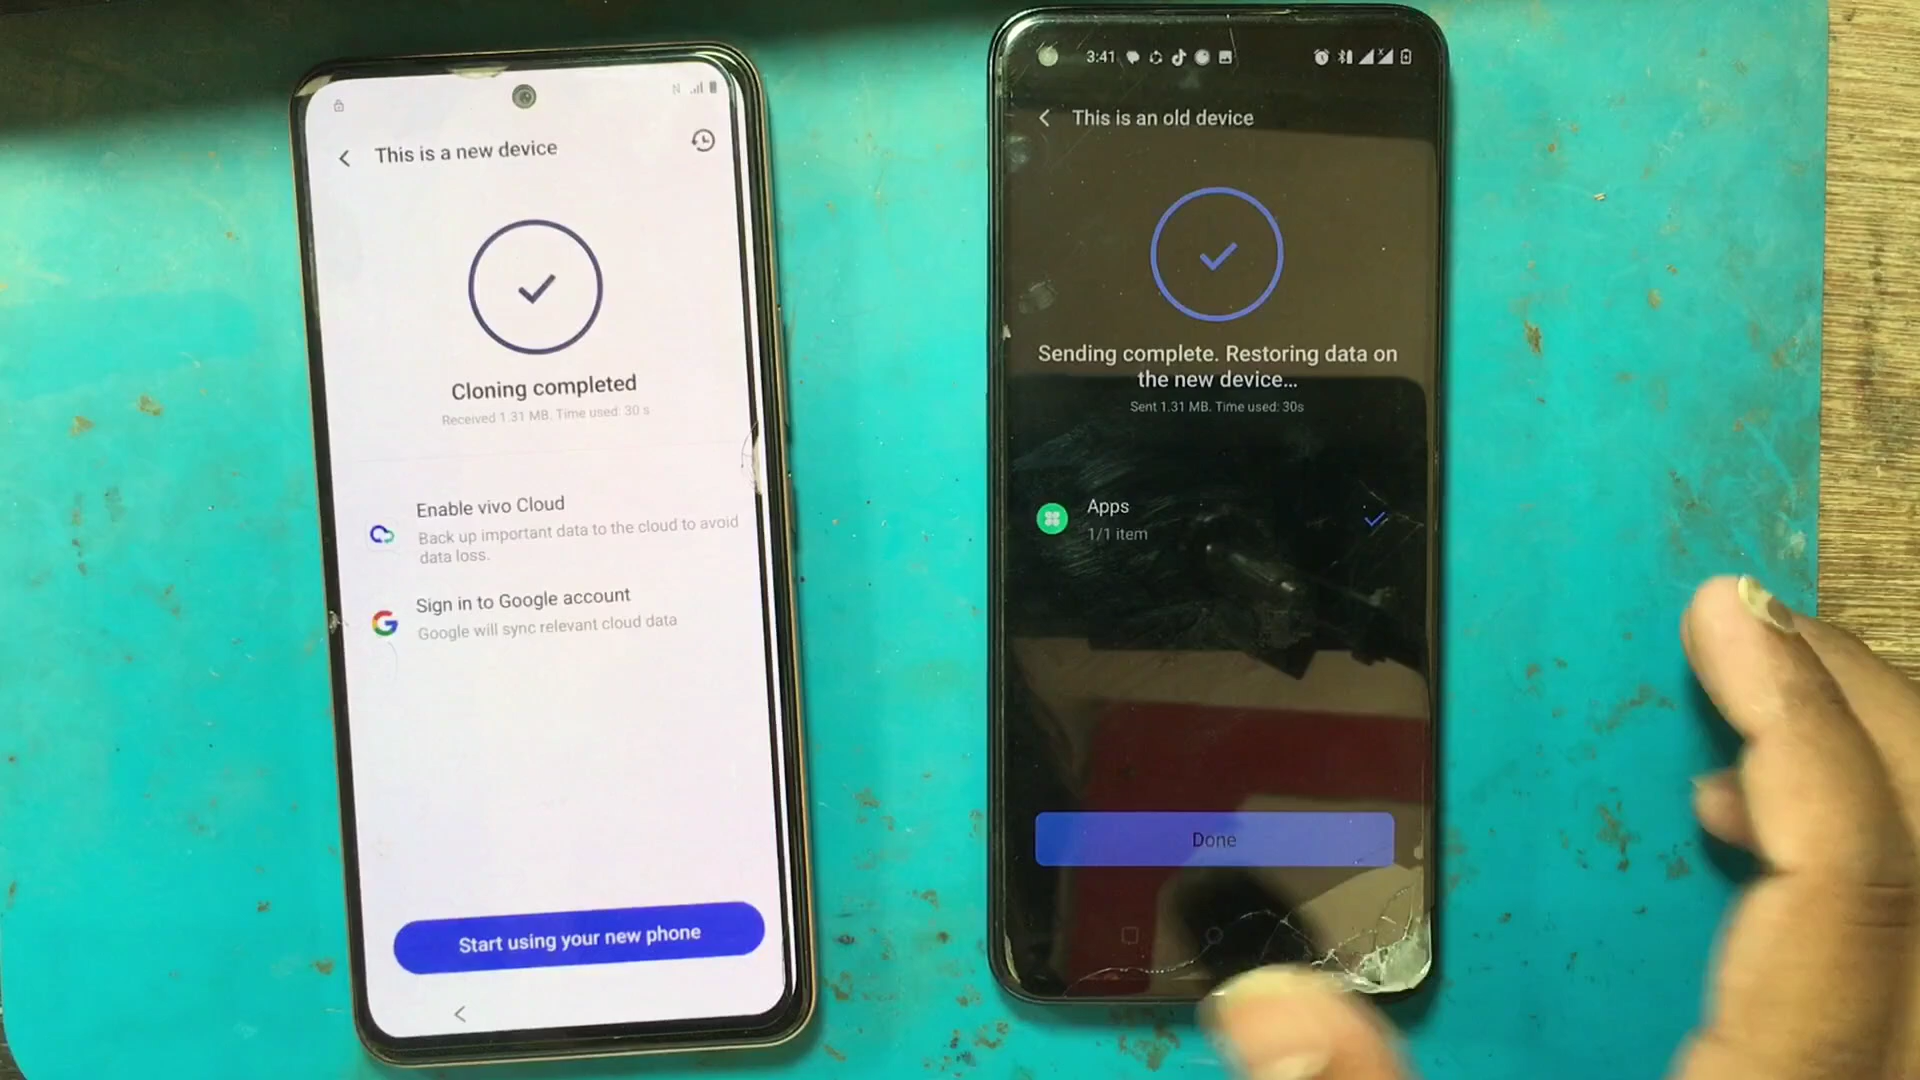 This is a new device
Cloning completed
Received 1.31 MB. Time used: 30 s
Enable vivo Cloud
Back up important data to the cloud to avoid
data loss.
Sign in to Google account
Google will sync relevant cloud data
Start using your new phone
3:41
This is an old device
Sending complete. Restoring data on
the new device...
Sent 1.31 MB. Time used: 30s
Apps
1/1 item
Done